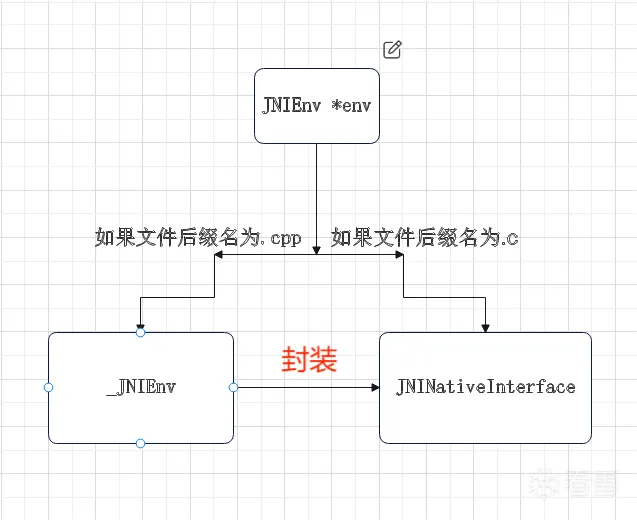 JNIEnv *env
如果文件后缀名为.cpp
如果文件后缀名为.c
封装
_JNIEnv
JNINativeInterface
看雪